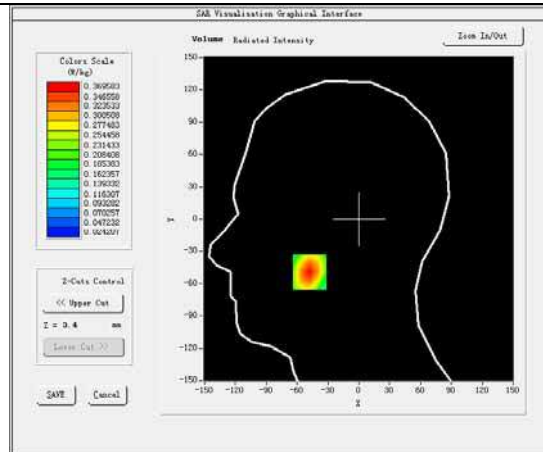 SAR Visualisation Graphical Interface
Volume Radiated Intensity
Zoom In/Out
Colors Scale
(W/kg)
0.369583
0.346558
0.323533
0.300508
0.277483
0.254458
0.231433
0.208408
0.185383
0.162357
0.139332
0.116307
0.093282
0.070257
0.047232
0.024207
Z-Cuts Control
<< Upper Cut
Z = 3.4 mm
Lower Cut >>
SAVE
Cancel
150
120
90
60
30
0
-30
-60
-90
-120
-150
Y
-150 -120 -90 -60 -30 0 30 60 90 120 150
X